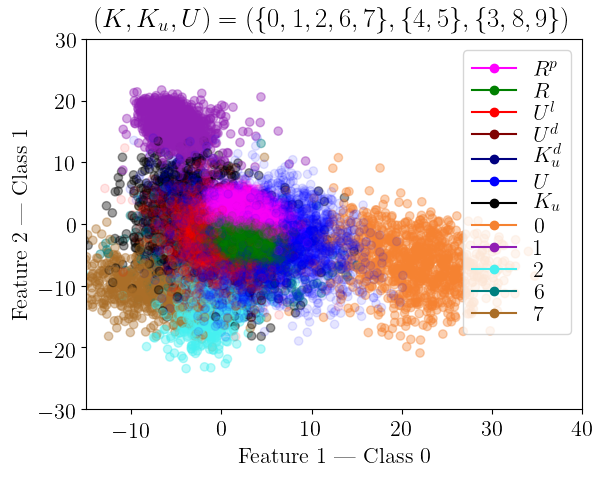 (K, K_u, U) = ({0, 1, 2, 6, 7}, {4, 5}, {3, 8, 9})
30
20
10
0
−10
−20
−30
Feature 2 — Class 1
R^p
R
U^l
U^d
K_u^d
U
K_u
0
1
2
6
7
−10
0
10
20
30
40
Feature 1 — Class 0